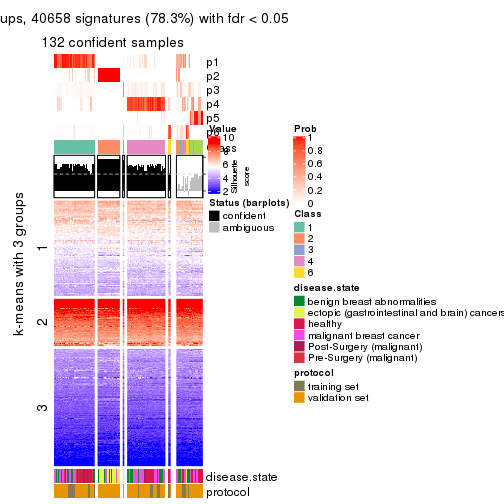 ups, 40658 signatures (78.3%) with fdr < 0.05
132 confident samples
p1
p2
p3
p4
p5
p6
Class
k-means with 3 groups
1
2
3
Silhouette
score
disease.state
protocol
Value
10
8
6
4
2
Status (barplots)
confident
ambiguous
Prob
1
0.8
0.6
0.4
0.2
0
Class
1
2
3
4
6
disease.state
benign breast abnormalities
ectopic (gastrointestinal and brain) cancers
healthy
malignant breast cancer
Post-Surgery (malignant)
Pre-Surgery (malignant)
protocol
training set
validation set